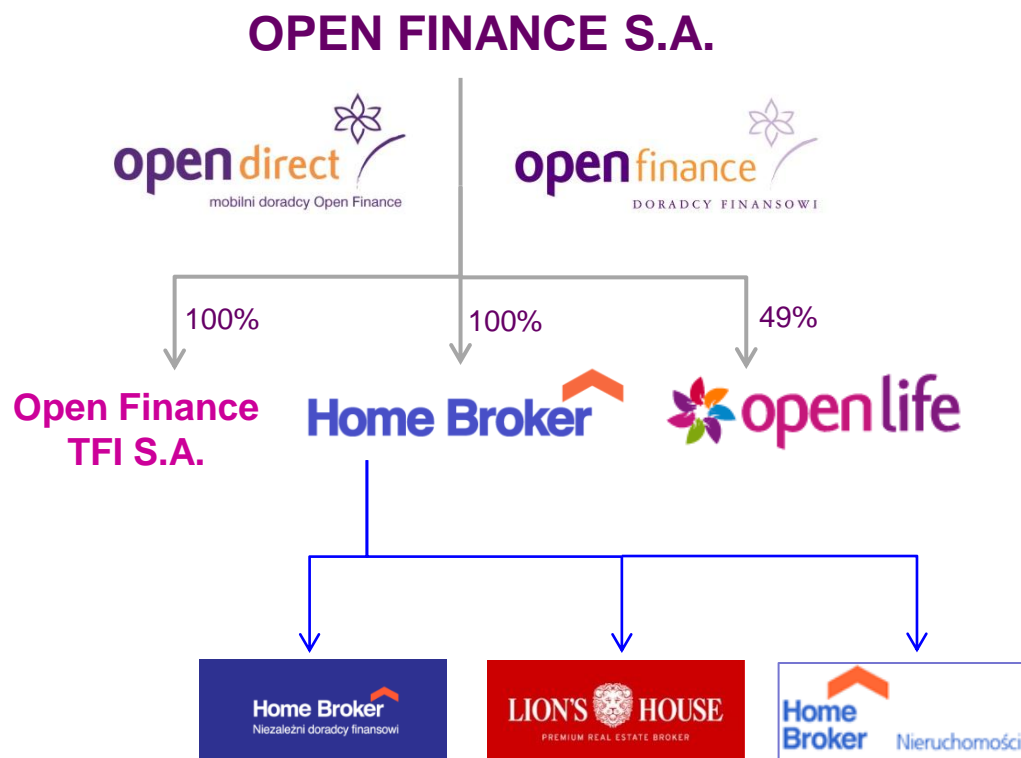 OPEN FINANCE S.A.
open direct
mobilni doradcy Open Finance
open finance
DORADCY FINANSOWI
100%
100%
49%
Open Finance
TFI S.A.
Home Broker
open life
Home Broker
Niezależni doradcy finansowi
LION'S HOUSE
PREMIUM REAL ESTATE BROKER
Home
Broker Nieruchomości